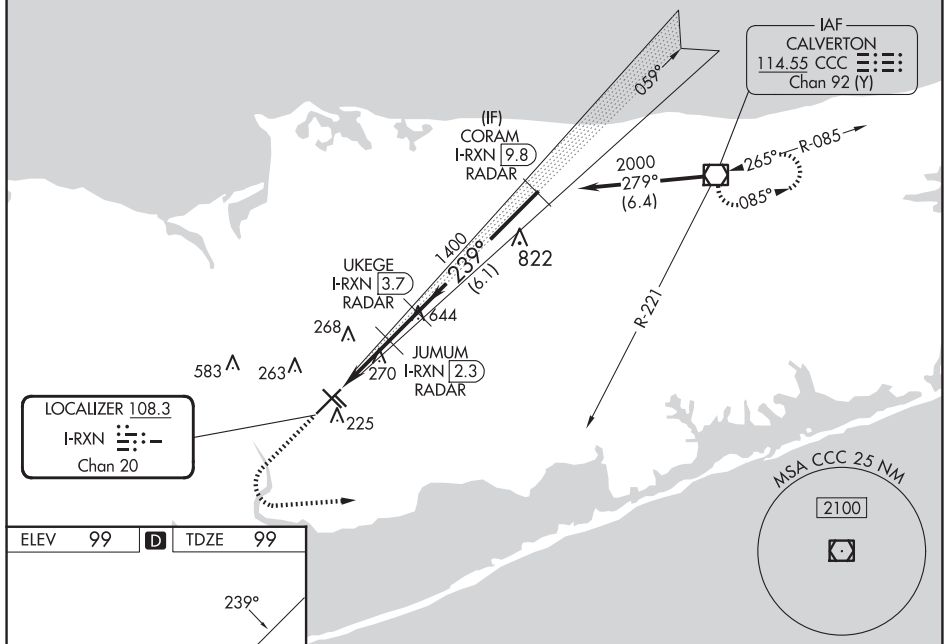 IAF
CALVERTON
114.55 CCC
Chan 92 (Y)
059°
(IF)
CORAM
I-RXN 9.8
RADAR
2000
279°
(6.4)
265°
R-085
085°
822
1400
239°
(6.1)
UKEGE
I-RXN 3.7
RADAR
644
R-221
268
JUMUM
I-RXN 2.3
RADAR
583
263
270
225
LOCALIZER 108.3
I-RXN
Chan 20
MSA CCC 25 NM
2100
ELEV 99 D TDZE 99
239°